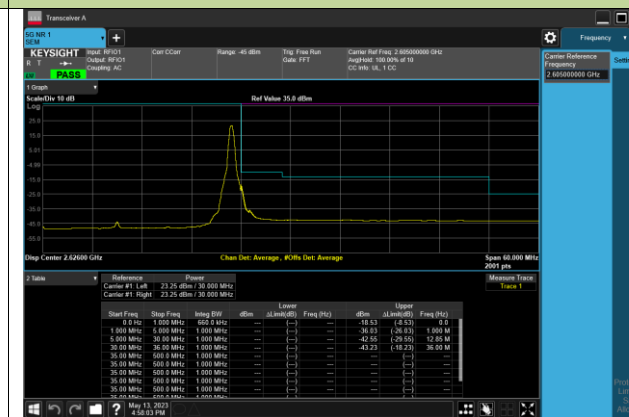 Transceiver A
5G NR 1
SEM
Frequency
KEYSIGHT
Input: RFIO1
Output: RFIO1
Coupling: AC
Corr CCorr
Range: -45 dBm
Trig: Free Run
Gate: FFT
Carrier Ref Freq: 2.605000000 GHz
Avg|Hold: 100.00% of 10
CC Info: UL, 1 CC
R T
PASS
Carrier Reference
Frequency
2.605000000 GHz
1 Graph
Scale/Div 10 dB
Ref Value 35.0 dBm
Log
25.0
15.0
5.01
-4.99
-15.0
-25.0
-35.0
-45.0
-55.0
Disp Center 2.62600 GHz
Chan Det: Average, #Offs Det: Average
Span 60.000 MHz
2001 pts
2 Table
Measure Trace
Trace 1
Reference Power
Carrier #1: Left 23.25 dBm / 30.000 MHz
Carrier #1: Right 23.25 dBm / 30.000 MHz
Lower Upper
Start Freq Stop Freq Integ BW dBm ΔLimit(dB) Freq (Hz) dBm ΔLimit(dB) Freq (Hz)
0.0 Hz 1.000 MHz 660.0 kHz --- (---) --- -18.53 (-8.53) 0.0
1.000 MHz 5.000 MHz 1.000 MHz --- (---) --- -36.03 (-26.03) 1.000 M
5.000 MHz 30.00 MHz 1.000 MHz --- (---) --- -42.55 (-29.55) 12.85 M
30.00 MHz 36.00 MHz 1.000 MHz --- (---) --- -43.23 (-18.23) 36.00 M
35.00 MHz 500.0 MHz 1.000 MHz --- (---) --- --- (---) ---
35.00 MHz 500.0 MHz 1.000 MHz --- (---) --- --- (---) ---
35.00 MHz 500.0 MHz 1.000 MHz --- (---) --- --- (---) ---
35.00 MHz 500.0 MHz 1.000 MHz --- (---) --- --- (---) ---
35.00 MHz 500.0 MHz 1.000 MHz --- (---) --- --- (---) ---
May 13, 2023
4:58:03 PM